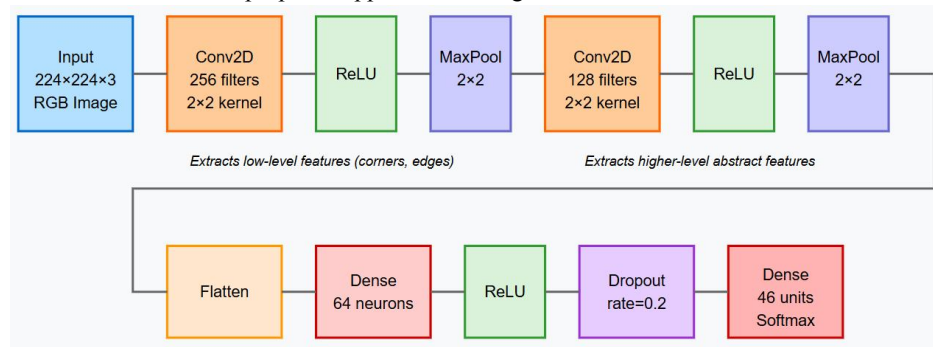 Input
224×224×3
RGB Image
Conv2D
256 filters
2×2 kernel
ReLU
MaxPool
2×2
Conv2D
128 filters
2×2 kernel
ReLU
MaxPool
2×2
Extracts low-level features (corners, edges)
Extracts higher-level abstract features
Flatten
Dense
64 neurons
ReLU
Dropout
rate=0.2
Dense
46 units
Softmax